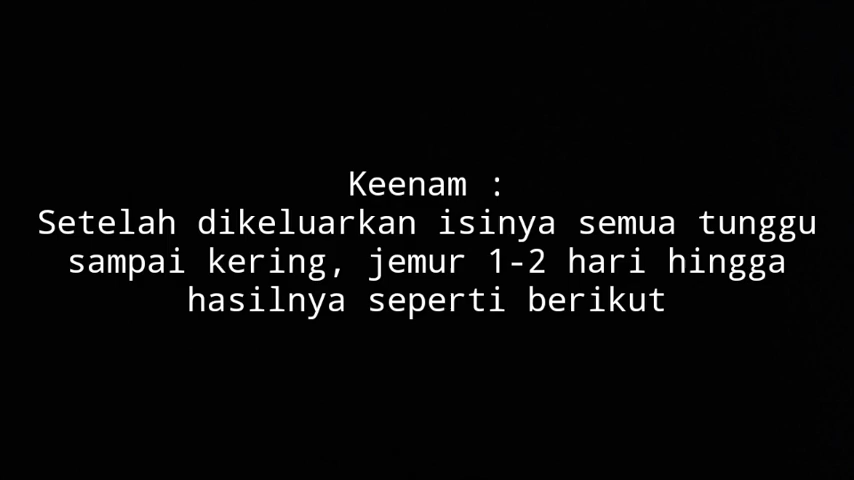 Keenam :
Setelah dikeluarkan isinya semua tunggu
sampai kering, jemur 1-2 hari hingga
hasilnya seperti berikut